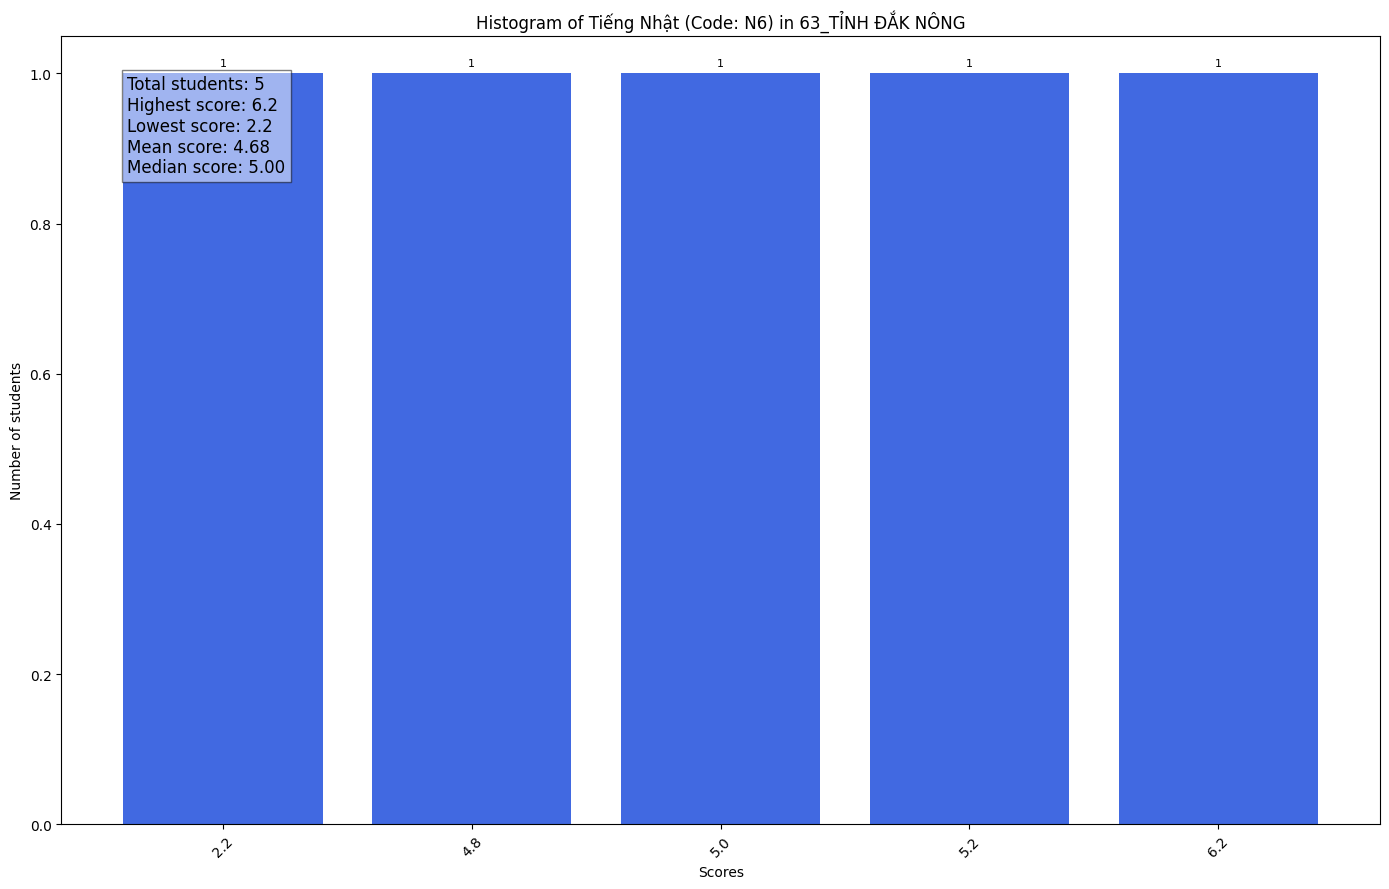 Histogram of Tiếng Nhật (Code: N6) in 63_TỈNH ĐẮK NÔNG
1 1 1 1 1
Total students: 5
Highest score: 6.2
Lowest score: 2.2
Mean score: 4.68
Median score: 5.00
1.0
0.8
0.6
0.4
0.2
0.0
Number of students
2.2 4.8 5.0 5.2 6.2
Scores